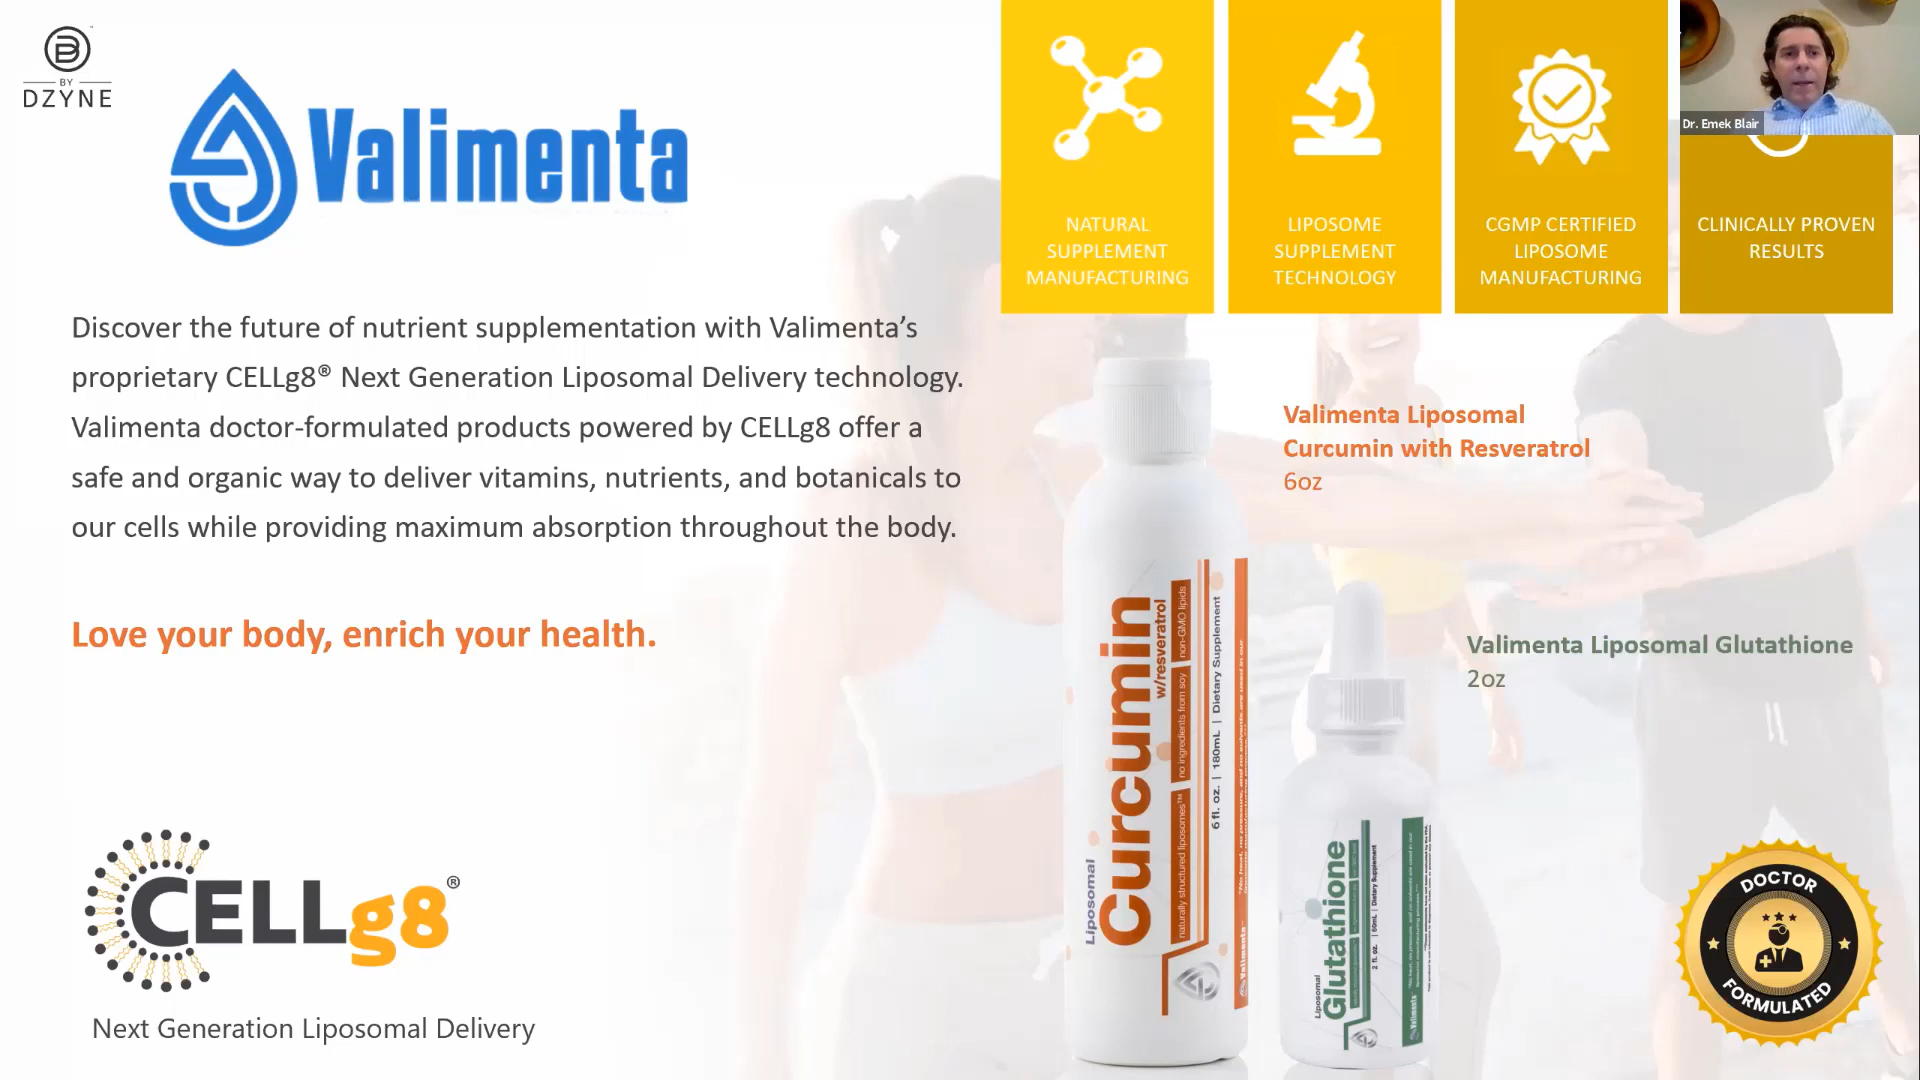 B
BY
DZYNE
Valimenta
NATURAL
SUPPLEMENT
MANUFACTURING
LIPOSOME
SUPPLEMENT
TECHNOLOGY
CGMP CERTIFIED
LIPOSOME
MANUFACTURING
CLINICALLY PROVEN
RESULTS
Dr. Emek Blair
Discover the future of nutrient supplementation with Valimenta’s
proprietary CELLg8® Next Generation Liposomal Delivery technology.
Valimenta doctor-formulated products powered by CELLg8 offer a
safe and organic way to deliver vitamins, nutrients, and botanicals to
our cells while providing maximum absorption throughout the body.
Love your body, enrich your health.
Valimenta Liposomal
Curcumin with Resveratrol
6oz
Valimenta Liposomal Glutathione
2oz
Liposomal
Curcumin
w/resveratrol
naturally structured liposomes™ no ingredients from soy non-GMO lipids
6 fl. oz. | 180mL | Dietary Supplement
Valimenta
Liposomal
Glutathione
2 fl. oz. | 60mL | Dietary Supplement
Valimenta
CELLg8®
Next Generation Liposomal Delivery
DOCTOR
FORMULATED